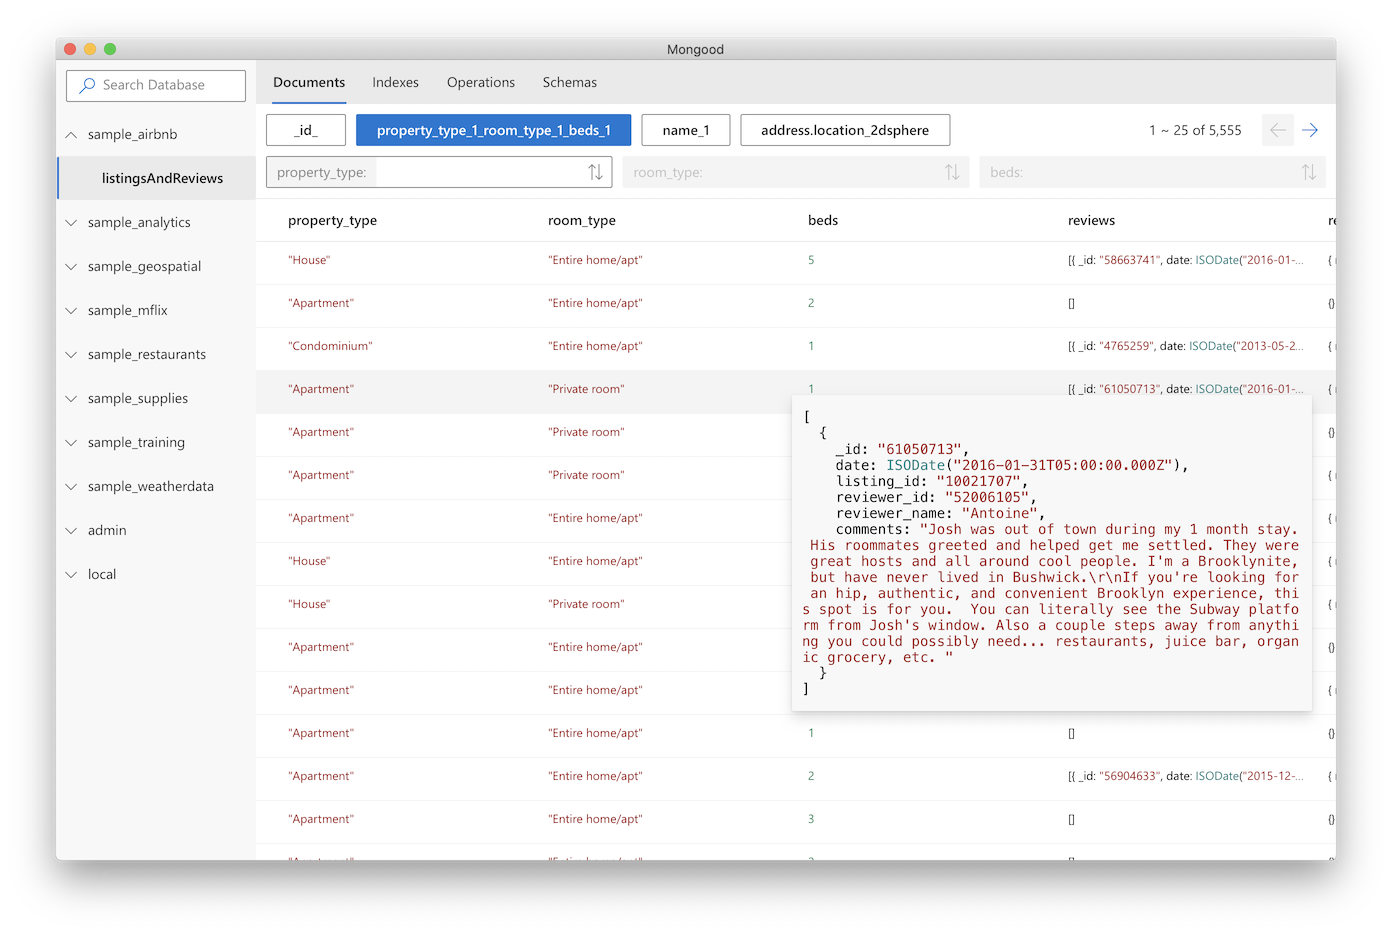 Mongood
Search Database
Documents Indexes Operations Schemas
sample_airbnb
listingsAndReviews
sample_analytics
sample_geospatial
sample_mflix
sample_restaurants
sample_supplies
sample_training
sample_weatherdata
admin
local
_id_ property_type_1_room_type_1_beds_1 name_1 address.location_2dsphere 1 ~ 25 of 5,555
property_type: room_type: beds:
property_type room_type beds reviews re
"House" "Entire home/apt" 5 [{ _id: "58663741", date: ISODate("2016-01-... {
"Apartment" "Entire home/apt" 2 [] {}
"Condominium" "Entire home/apt" 1 [{ _id: "4765259", date: ISODate("2013-05-2... {
"Apartment" "Private room" 1 [{ _id: "61050713", date: ISODate("2016-01-... {
"Apartment" "Private room" {}
"Apartment" "Private room" {
"Apartment" "Entire home/apt" {
"House" "Entire home/apt" {
"House" "Private room" {
"Apartment" "Entire home/apt" {}
"Apartment" "Entire home/apt" {
"Apartment" "Entire home/apt" 1 [] {}
"Apartment" "Entire home/apt" 2 [{ _id: "56904633", date: ISODate("2015-12-... {
"Apartment" "Entire home/apt" 3 [] {}
[
{
_id: "61050713",
date: ISODate("2016-01-31T05:00:00.000Z"),
listing_id: "10021707",
reviewer_id: "52006105",
reviewer_name: "Antoine",
comments: "Josh was out of town during my 1 month stay.
His roommates greeted and helped get me settled. They were
great hosts and all around cool people. I'm a Brooklynite,
but have never lived in Bushwick.\r\nIf you're looking for
an hip, authentic, and convenient Brooklyn experience, thi
s spot is for you.  You can literally see the Subway platfo
rm from Josh's window. Also a couple steps away from anythi
ng you could possibly need... restaurants, juice bar, organ
ic grocery, etc. "
}
]